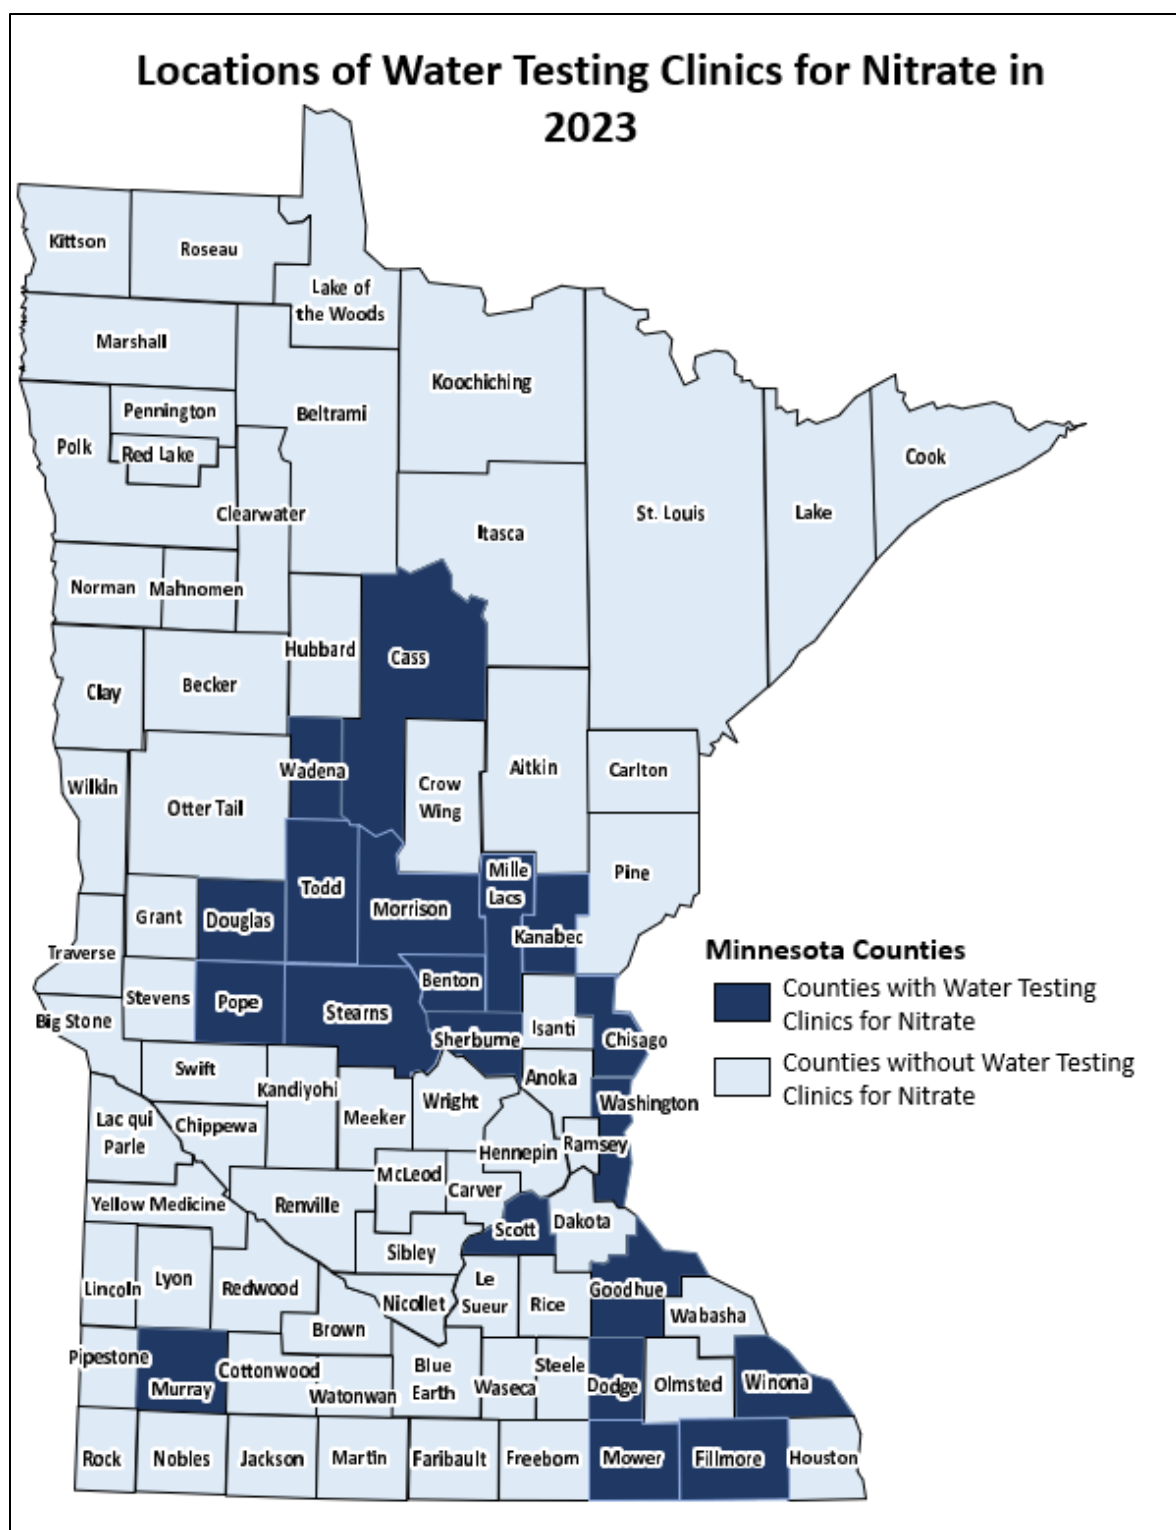 Locations of Water Testing Clinics for Nitrate in
2023
Kittson
Roseau
Lake of
the Woods
Marshall
Koochiching
Pennington
Beltrami
Polk
Red Lake
Cook
Clearwater
St. Louis
Lake
Itasca
Norman
Mahnomen
Hubbard
Cass
Clay
Becker
Wadena
Aitkin
Carlton
Wilkin
Crow
Wing
Otter Tail
Mille
Lacs
Pine
Todd
Morrison
Grant
Douglas
Kanabec
Traverse
Benton
Stevens
Pope
Stearns
Big Stone
Isanti
Sherburne
Chisago
Minnesota Counties
Counties with Water Testing
Clinics for Nitrate
Counties without Water Testing
Clinics for Nitrate
Swift
Kandiyohi
Anoka
Wright
Washington
Lac qui
Parle
Chippewa
Meeker
Hennepin
Ramsey
McLeod
Carver
Yellow Medicine
Renville
Scott
Dakota
Sibley
Lincoln
Lyon
Redwood
Nicollet
Le
Sueur
Rice
Goodhue
Wabasha
Brown
Pipestone
Murray
Cottonwood
Watonwan
Blue
Earth
Waseca
Steele
Dodge
Olmsted
Winona
Rock
Nobles
Jackson
Martin
Faribault
Freeborn
Mower
Fillmore
Houston